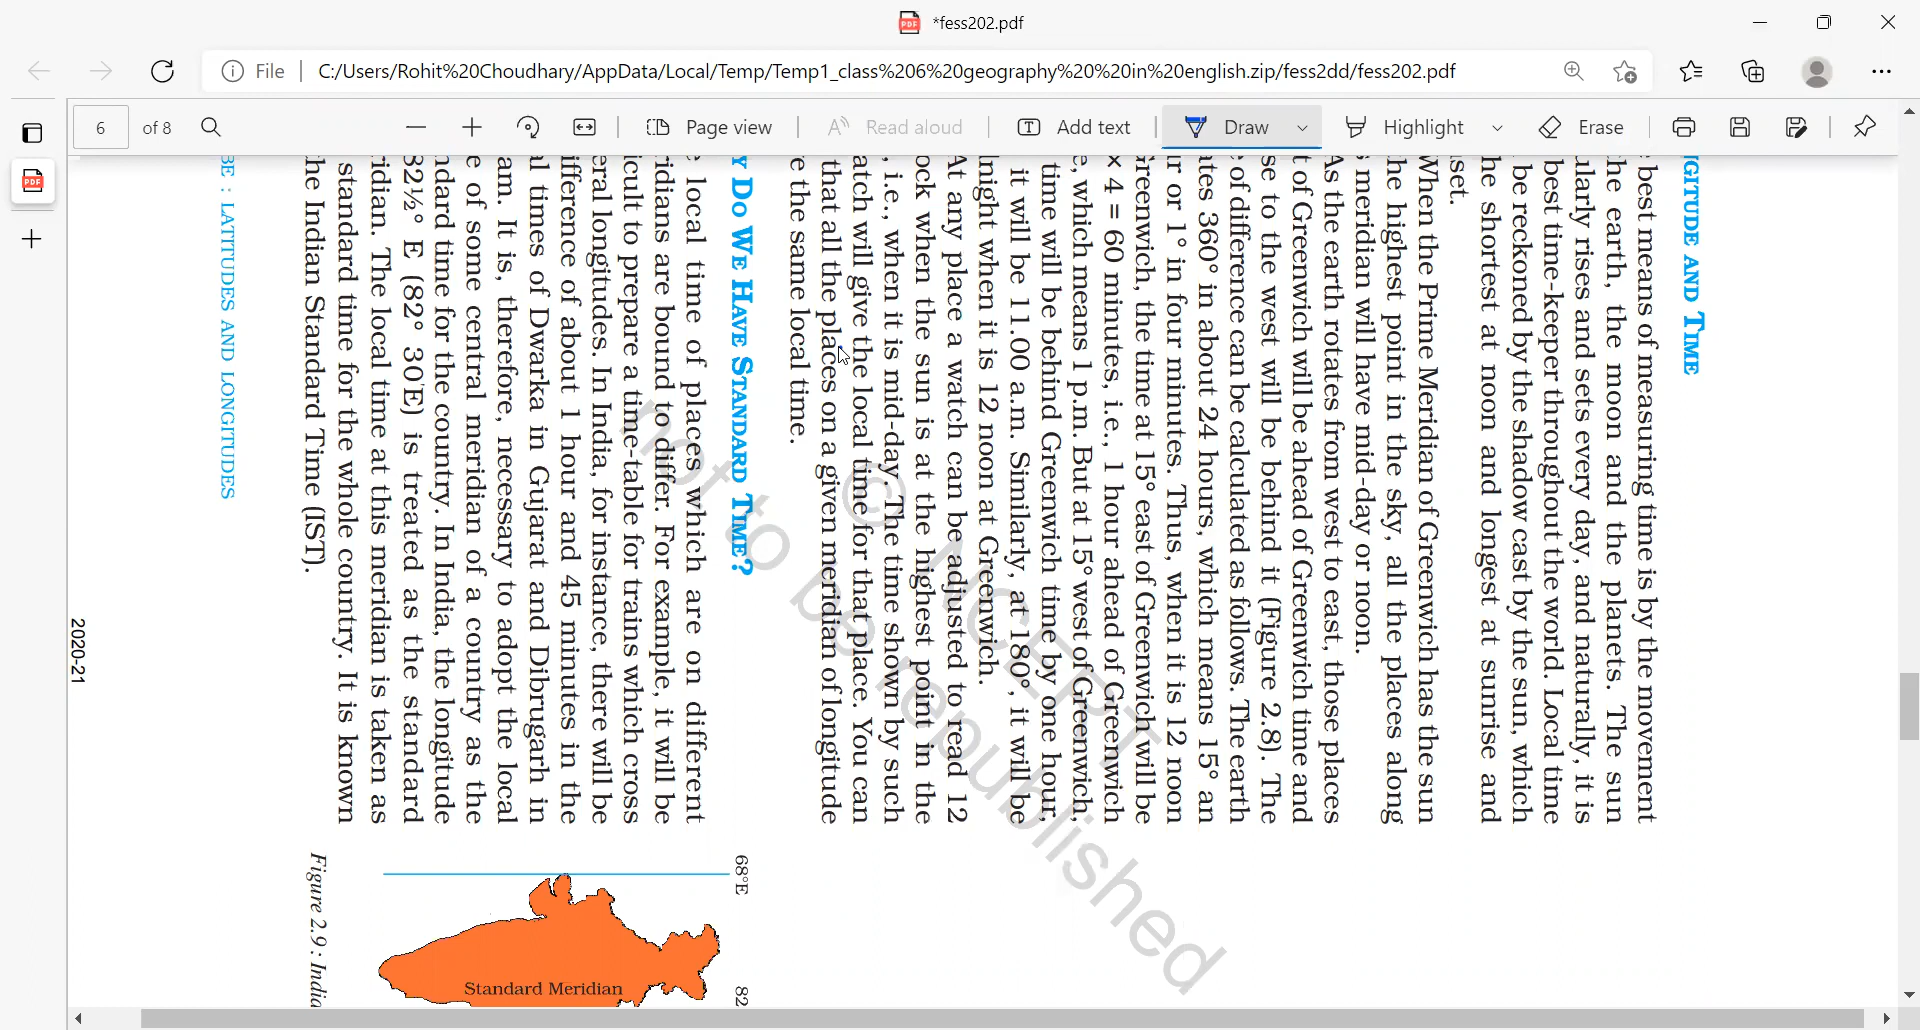 *fess202.pdf
File
C:/Users/Rohit%20Choudhary/AppData/Local/Temp/Temp1_class%206%20geography%20%20in%20english.zip/fess2dd/fess202.pdf
6 of 8
Page view
Read aloud
Add text
Draw
Highlight
Erase
NGITUDE AND TIME
best means of measuring time is by the movement
he earth, the moon and the planets. The sun
ularly rises and sets every day, and naturally, it is
best time-keeper throughout the world. Local time
be reckoned by the shadow cast by the sun, which
he shortest at noon and longest at sunrise and
set.
When the Prime Meridian of Greenwich has the sun
he highest point in the sky, all the places along
s meridian will have mid-day or noon.
As the earth rotates from west to east, those places
t of Greenwich will be ahead of Greenwich time and
se to the west will be behind it (Figure 2.8). The
e of difference can be calculated as follows. The earth
ates 360° in about 24 hours, which means 15° an
ur or 1° in four minutes. Thus, when it is 12 noon
Greenwich, the time at 15° east of Greenwich will be
× 4 = 60 minutes, i.e., 1 hour ahead of Greenwich
e, which means 1 p.m. But at 15° west of Greenwich,
time will be behind Greenwich time by one hour,
it will be 11.00 a.m. Similarly, at 180°, it will be
lnight when it is 12 noon at Greenwich.
At any place a watch can be adjusted to read 12
ock when the sun is at the highest point in the
, i.e., when it is mid-day. The time shown by such
atch will give the local time for that place. You can
that all the places on a given meridian of longitude
e the same local time.
Y DO WE HAVE STANDARD TIME?
e local time of places which are on different
ridians are bound to differ. For example, it will be
icult to prepare a time-table for trains which cross
eral longitudes. In India, for instance, there will be
ifference of about 1 hour and 45 minutes in the
al times of Dwarka in Gujarat and Dibrugarh in
am. It is, therefore, necessary to adopt the local
e of some central meridian of a country as the
ndard time for the country. In India, the longitude
82½° E (82° 30'E) is treated as the standard
ridian. The local time at this meridian is taken as
standard time for the whole country. It is known
he Indian Standard Time (IST).
BE : LATITUDES AND LONGITUDES
2020-21
68°E
82
Standard Meridian
Figure 2.9 : India
© NCERT
not to be republished